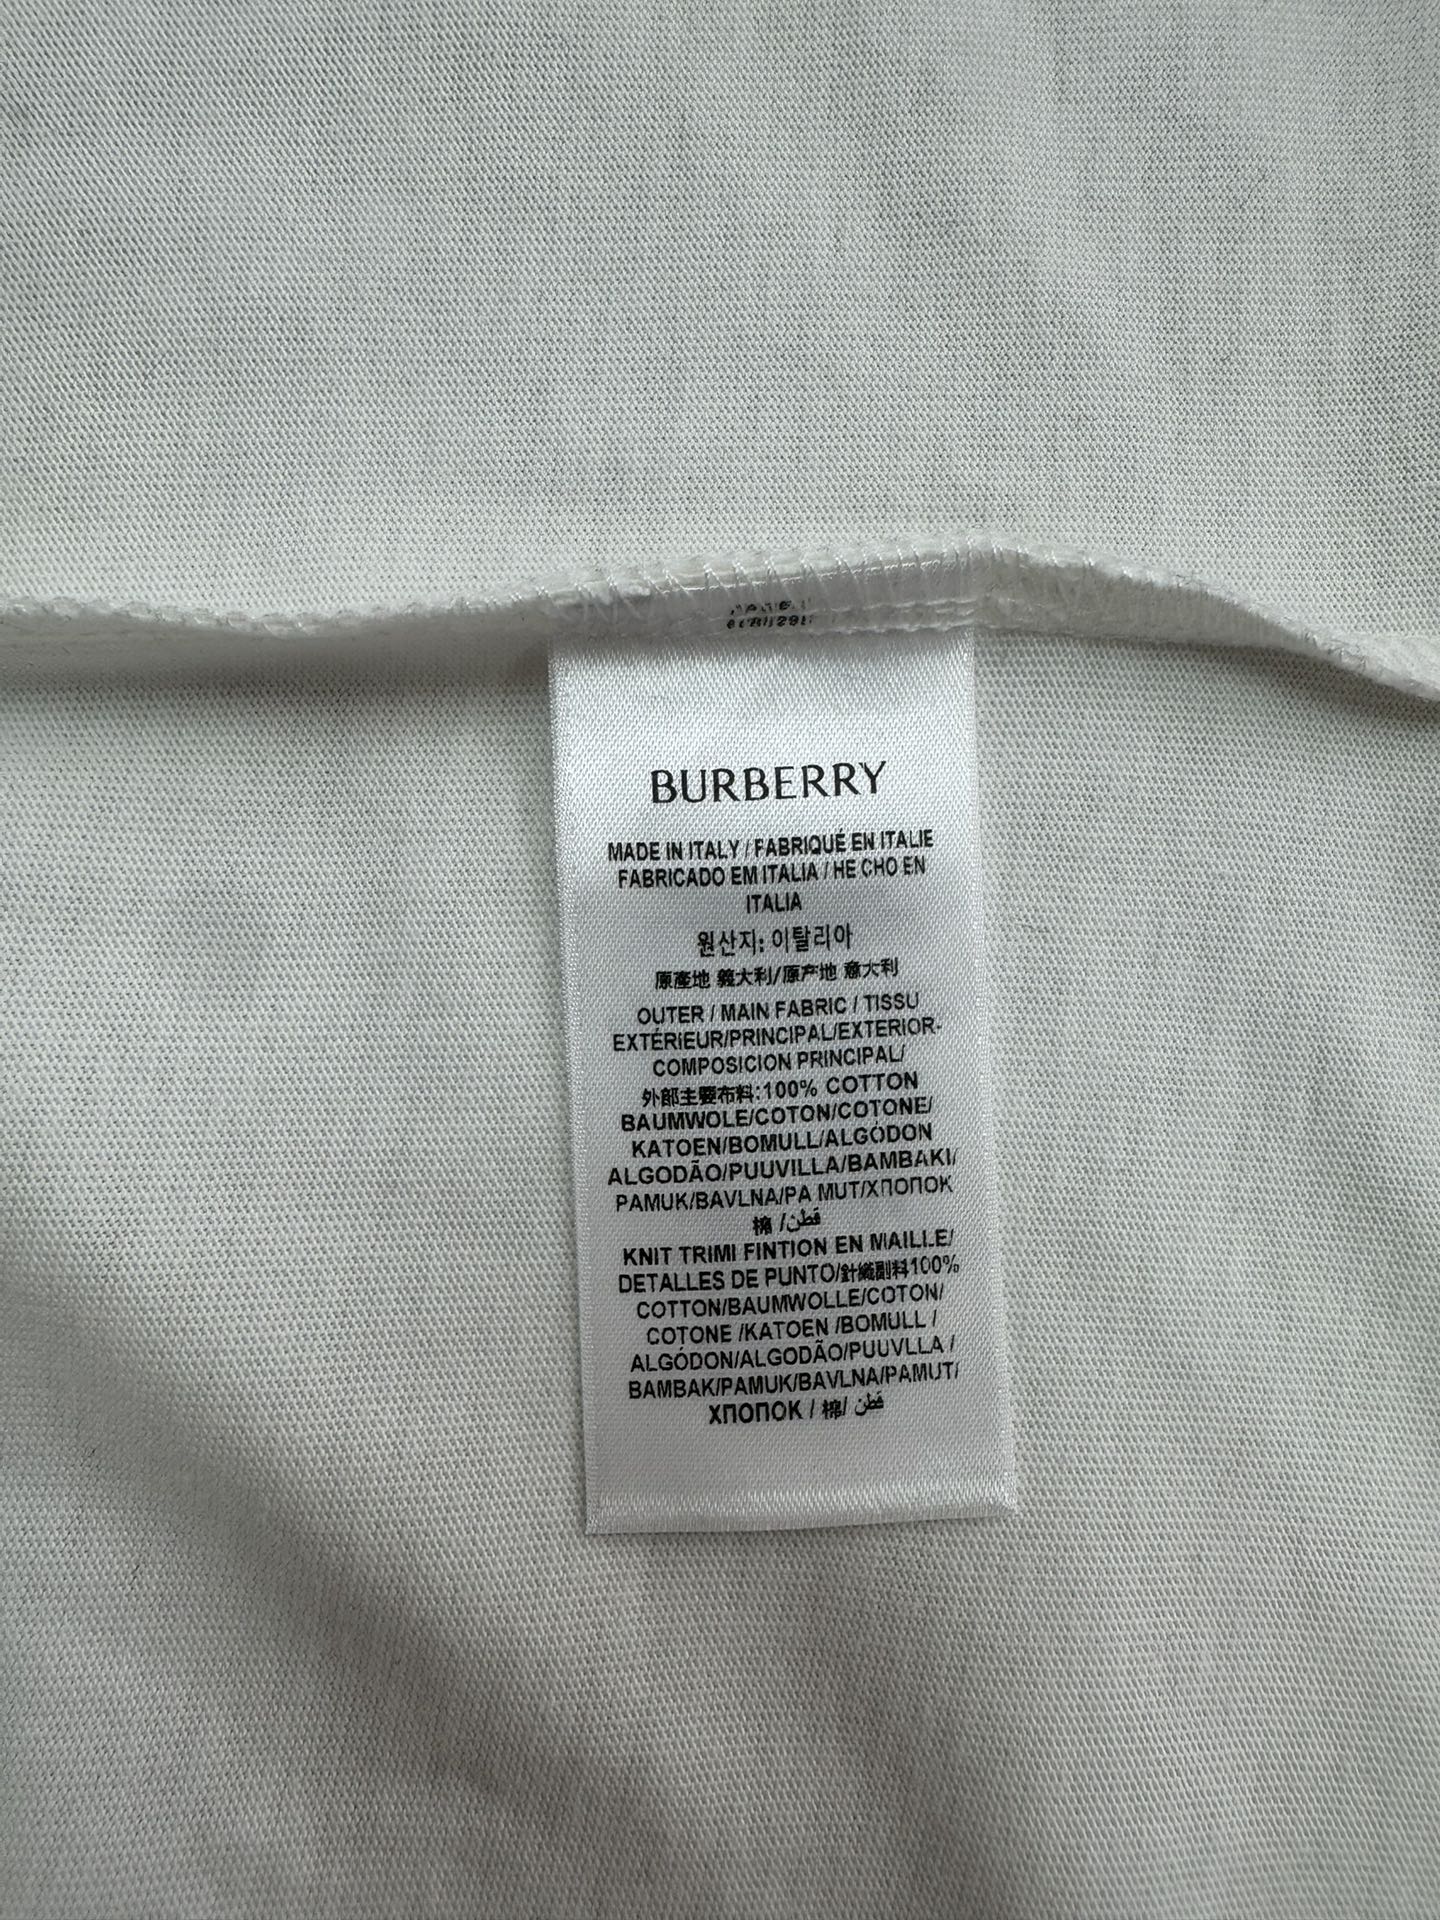 BURBERRY
MADE IN ITALY / FABRIQUÉ EN ITALIE
FABRICADO EM ITALIA / HE CHO EN
ITALIA
원산지: 이탈리아
原產地 義大利/原产地 意大利
OUTER / MAIN FABRIC / TISSU
EXTÉRIEUR/PRINCIPAL/EXTERIOR-
COMPOSICION PRINCIPAL/
外部主要布料:100% COTTON
BAUMWOLE/COTON/COTONE/
KATOEN/BOMULL/ALGÓDON
ALGODÃO/PUUVILLA/BAMBAKI/
PAMUK/BAVLNA/PA MUT/ХПОПОК
棉 /قطن
KNIT TRIMI FINTION EN MAILLE/
DETALLES DE PUNTO/針織副料100%
COTTON/BAUMWOLLE/COTON/
COTONE /KATOEN /BOMULL /
ALGÓDON/ALGODÃO/PUUVLLA /
BAMBAK/PAMUK/BAVLNA/PAMUT/
ХПОПОК / 棉/ قطن